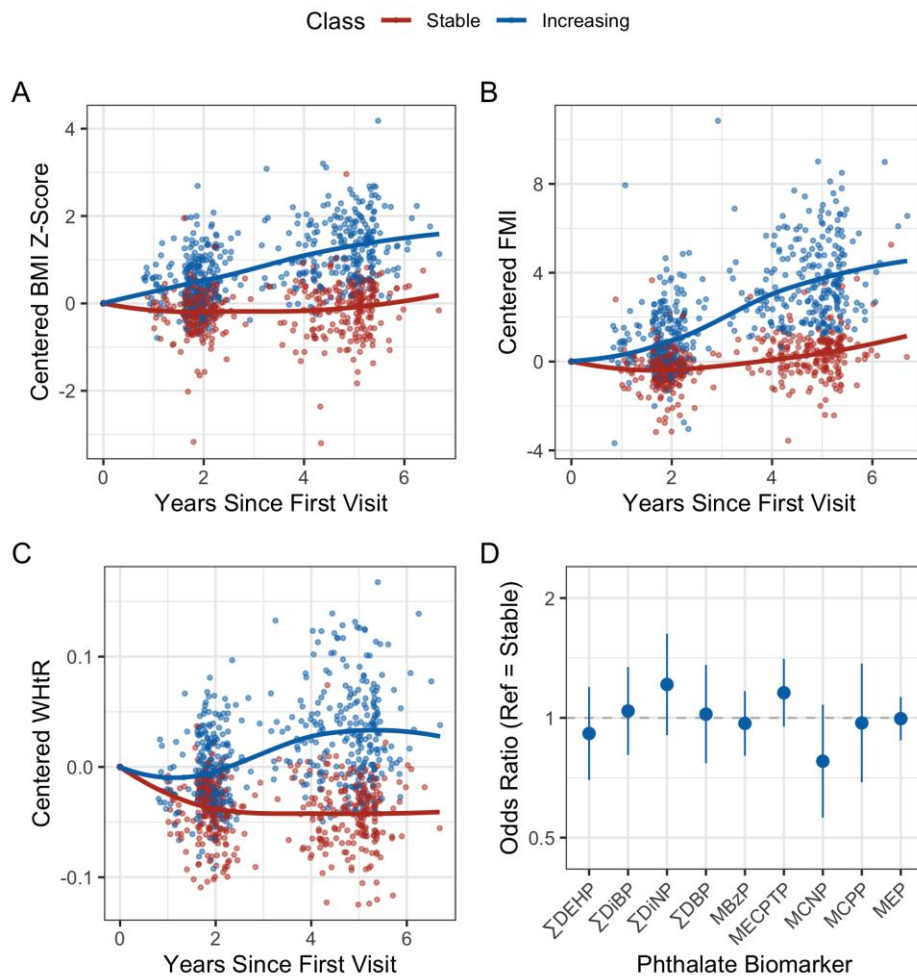 Class Stable Increasing
A
Centered BMI Z-Score
4
2
0
-2
0 2 4 6
Years Since First Visit
B
Centered FMI
8
4
0
-4
0 2 4 6
Years Since First Visit
C
Centered WHtR
0.1
0.0
-0.1
0 2 4 6
Years Since First Visit
D
Odds Ratio (Ref = Stable)
2
1
0.5
ΣDEHP ΣDiBP ΣDiNP ΣDBP MBzP MECPTP MCNP MCPP MEP
Phthalate Biomarker